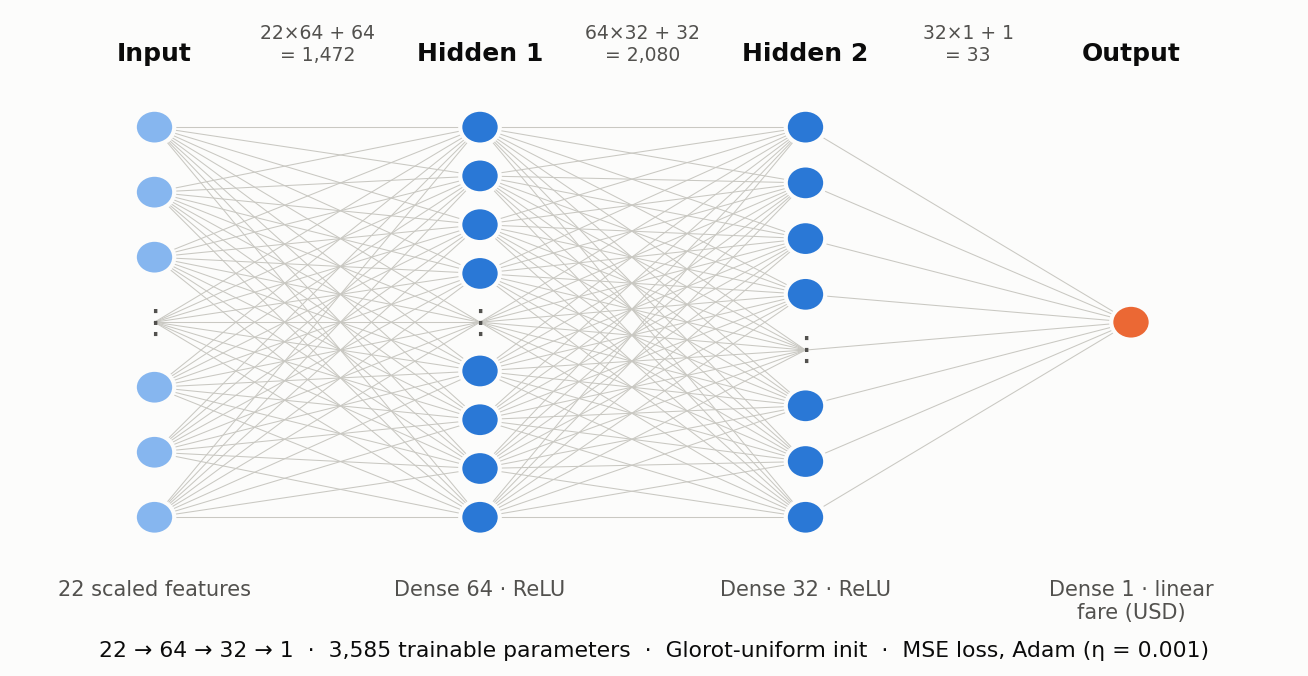 22×64 + 64
= 1,472
64×32 + 32
= 2,080
32×1 + 1
= 33
Input
Hidden 1
Hidden 2
Output
22 scaled features
Dense 64 · ReLU
Dense 32 · ReLU
Dense 1 · linear
fare (USD)
22 → 64 → 32 → 1 · 3,585 trainable parameters · Glorot-uniform init · MSE loss, Adam (η = 0.001)